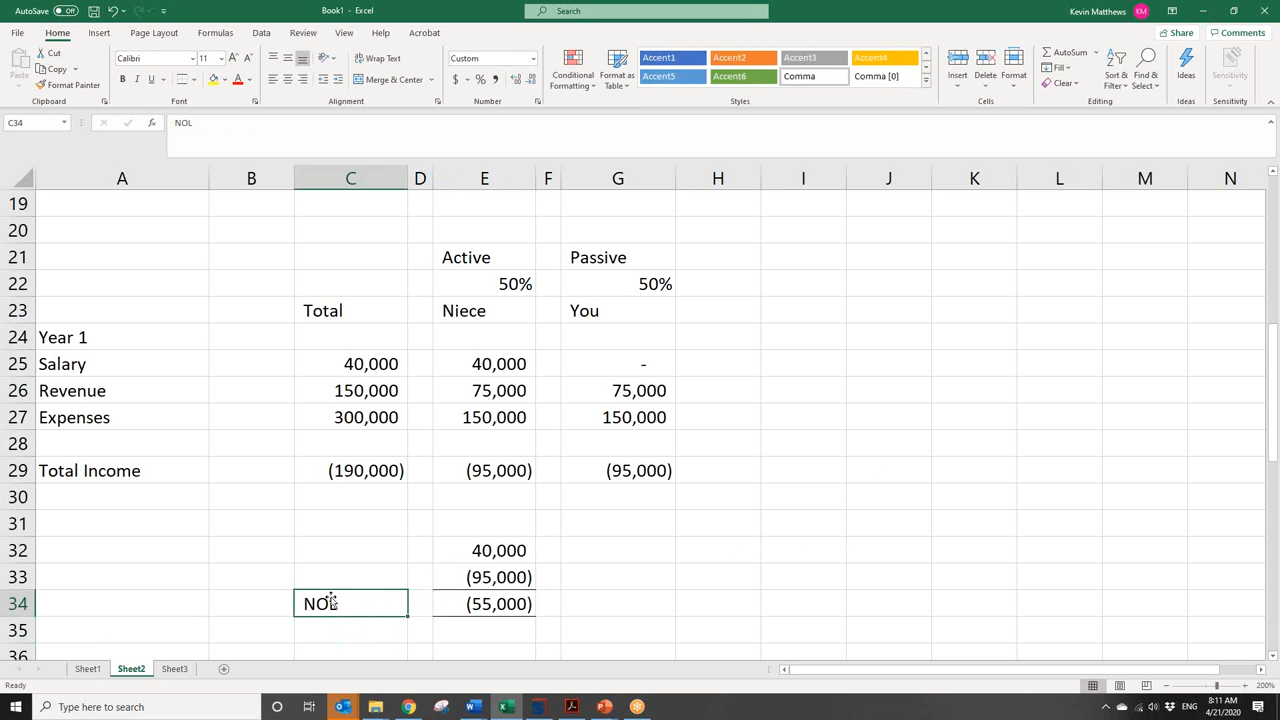 AutoSave Off Book1 - Excel Search Kevin Matthews KM
File Home Insert Page Layout Formulas Data Review View Help Acrobat Share Comments
Paste Cut Copy Format Painter Clipboard
Calibri 11 B I U A Font
Merge & Center Alignment
Custom $ % Number
Conditional Formatting Format as Table
Accent1 Accent2 Accent3 Accent4
Accent5 Accent6 Comma Comma [0]
Styles
Insert Delete Format Cells
AutoSum Fill Clear Sort & Filter Find & Select Editing
Ideas Ideas
Sensitivity Sensitivity
C34 fx NOL
A B C D E F G H I J K L M N
19
20
21 Active Passive
22 50% 50%
23 Total Niece You
24 Year 1
25 Salary 40,000 40,000 -
26 Revenue 150,000 75,000 75,000
27 Expenses 300,000 150,000 150,000
28
29 Total Income (190,000) (95,000) (95,000)
30
31
32 40,000
33 (95,000)
34 NOL (55,000)
35
36
Sheet1 Sheet2 Sheet3
Ready 200%
Type here to search 8:11 AM
4/21/2020